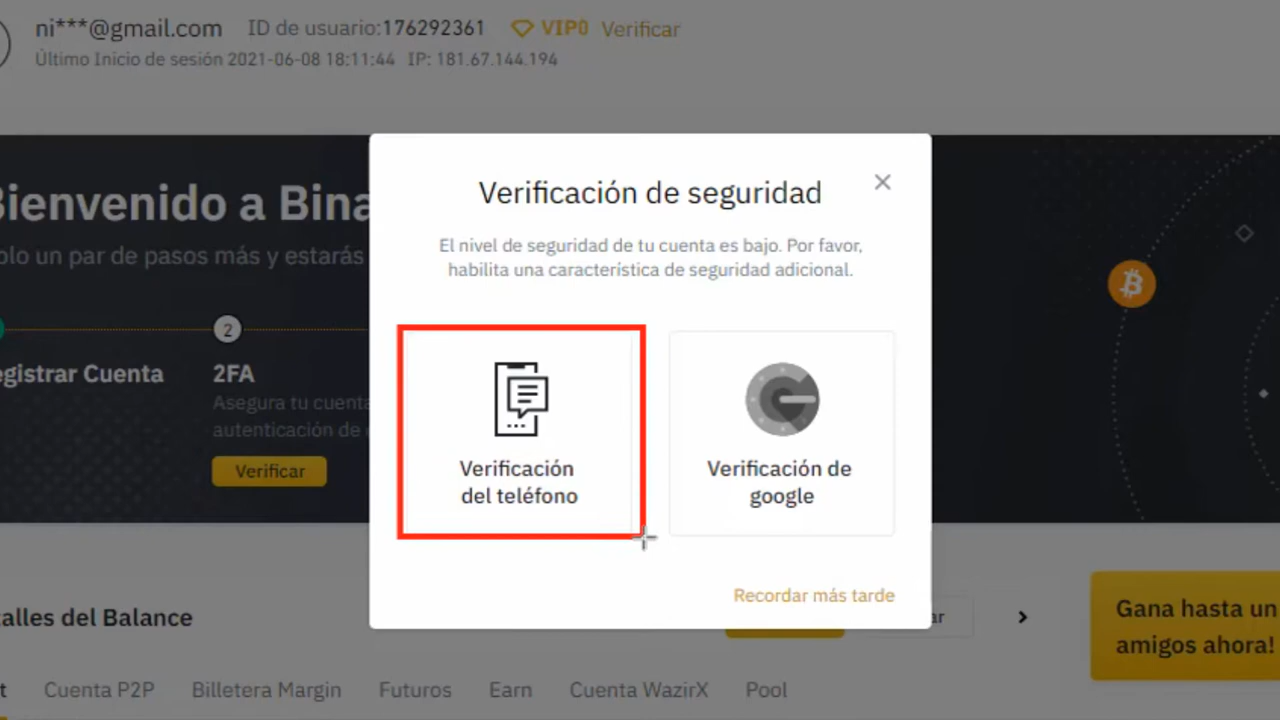 ni***@gmail.com ID de usuario:176292361 VIP0 Verificar
Último Inicio de sesión 2021-06-08 18:11:44 IP: 181.67.144.194
Bienvenido a Bina
olo un par de pasos más y estarás
2
egistrar Cuenta
2FA
Asegura tu cuenta
autenticación de
Verificar
Verificación de seguridad
El nivel de seguridad de tu cuenta es bajo. Por favor,
habilita una característica de seguridad adicional.
Verificación
del teléfono
Verificación de
google
Recordar más tarde
alles del Balance
ar
Gana hasta un
amigos ahora!
t Cuenta P2P Billetera Margin Futuros Earn Cuenta WazirX Pool